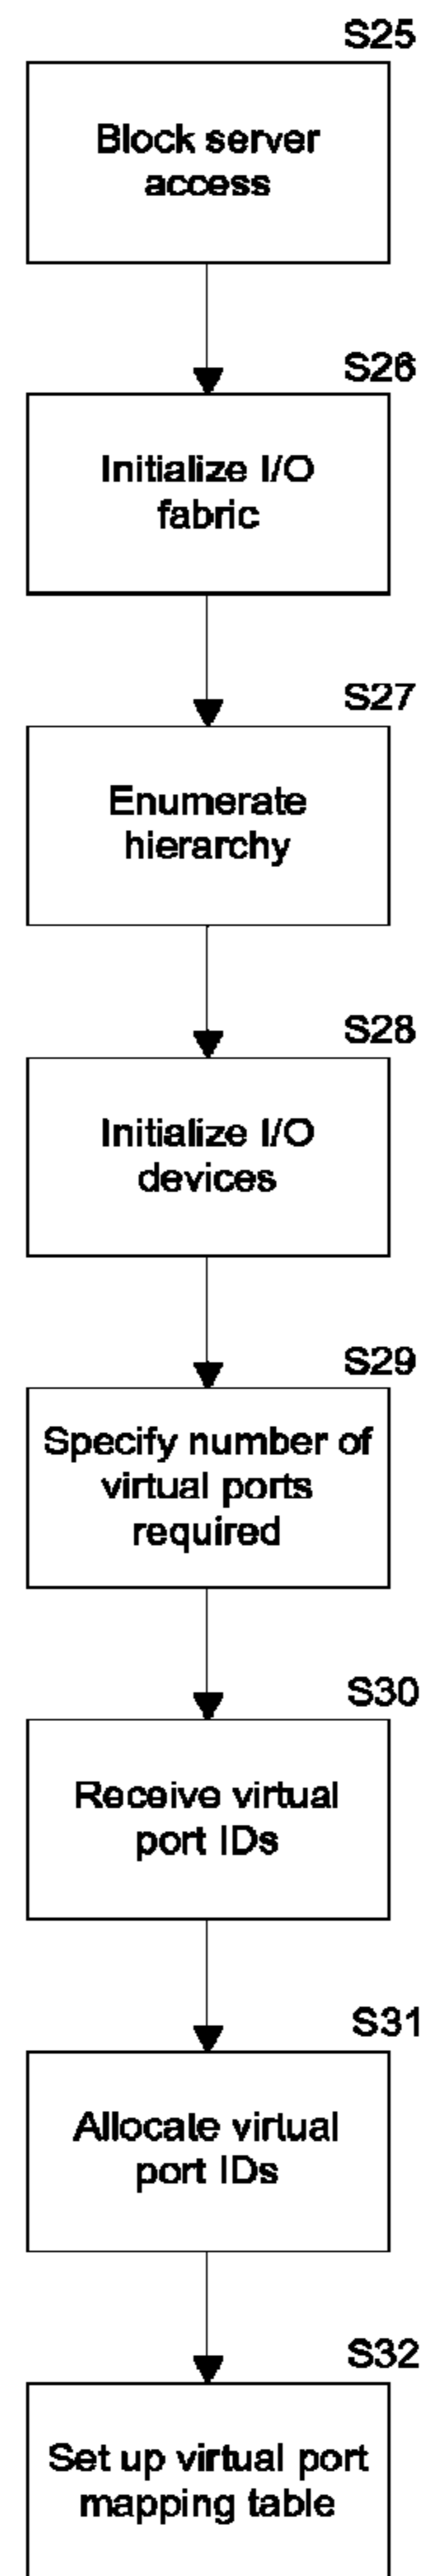 S25
Block server
access
S26
Initialize I/O
fabric
S27
Enumerate
hierarchy
S28
Initialize I/O
devices
S29
Specify number of
virtual ports
required
S30
Receive virtual
port IDs
S31
Allocate virtual
port IDs
S32
Set up virtual port
mapping table